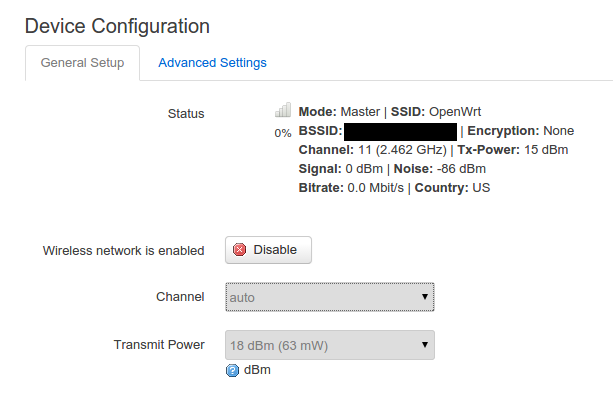 Device Configuration
General Setup Advanced Settings
Status
0%
Mode: Master | SSID: OpenWrt
BSSID: | Encryption: None
Channel: 11 (2.462 GHz) | Tx-Power: 15 dBm
Signal: 0 dBm | Noise: -86 dBm
Bitrate: 0.0 Mbit/s | Country: US
Wireless network is enabled Disable
Channel auto
Transmit Power 18 dBm (63 mW)
dBm